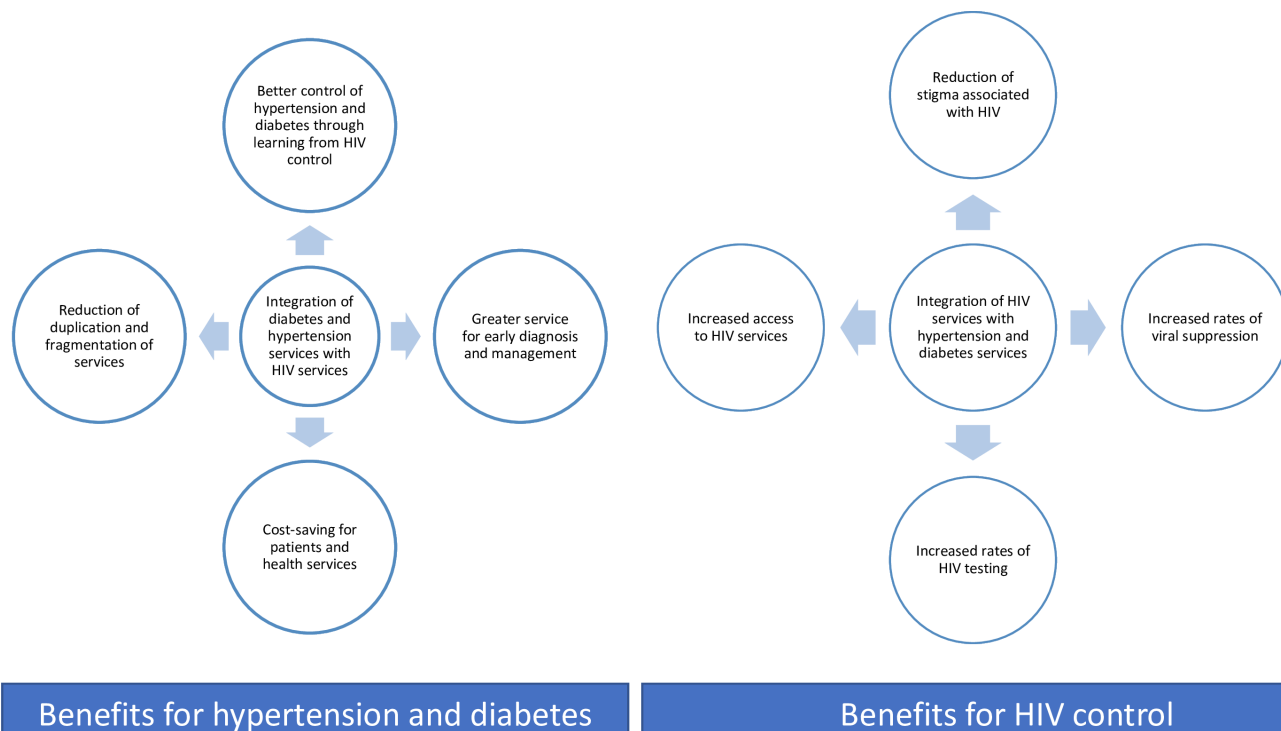 Better control of
hypertension and
diabetes through
learning from HIV
control
Reduction of
duplication and
fragmentation of
services
Integration of
diabetes and
hypertension
services with
HIV services
Greater service
for early diagnosis
and management
Cost-saving for
patients and
health services
Benefits for hypertension and diabetes
Reduction of
stigma associated
with HIV
Increased access
to HIV services
Integration of HIV
services with
hypertension and
diabetes services
Increased rates of
viral suppression
Increased rates of
HIV testing
Benefits for HIV control